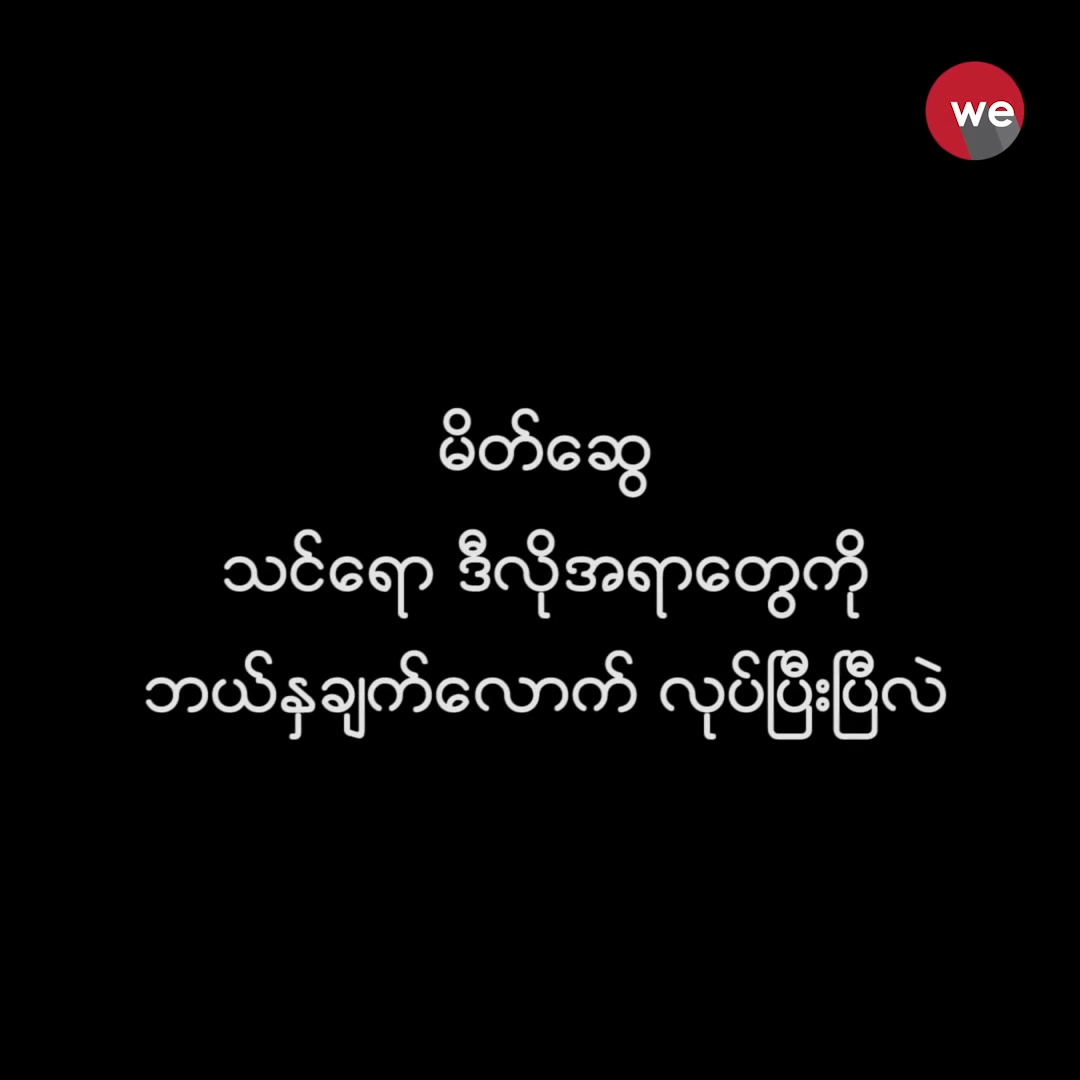 we
မိတ်ဆွေ
သင်ရော ဒီလိုအရာတွေကို
ဘယ်နှချက်လောက် လုပ်ပြီးပြီလဲ